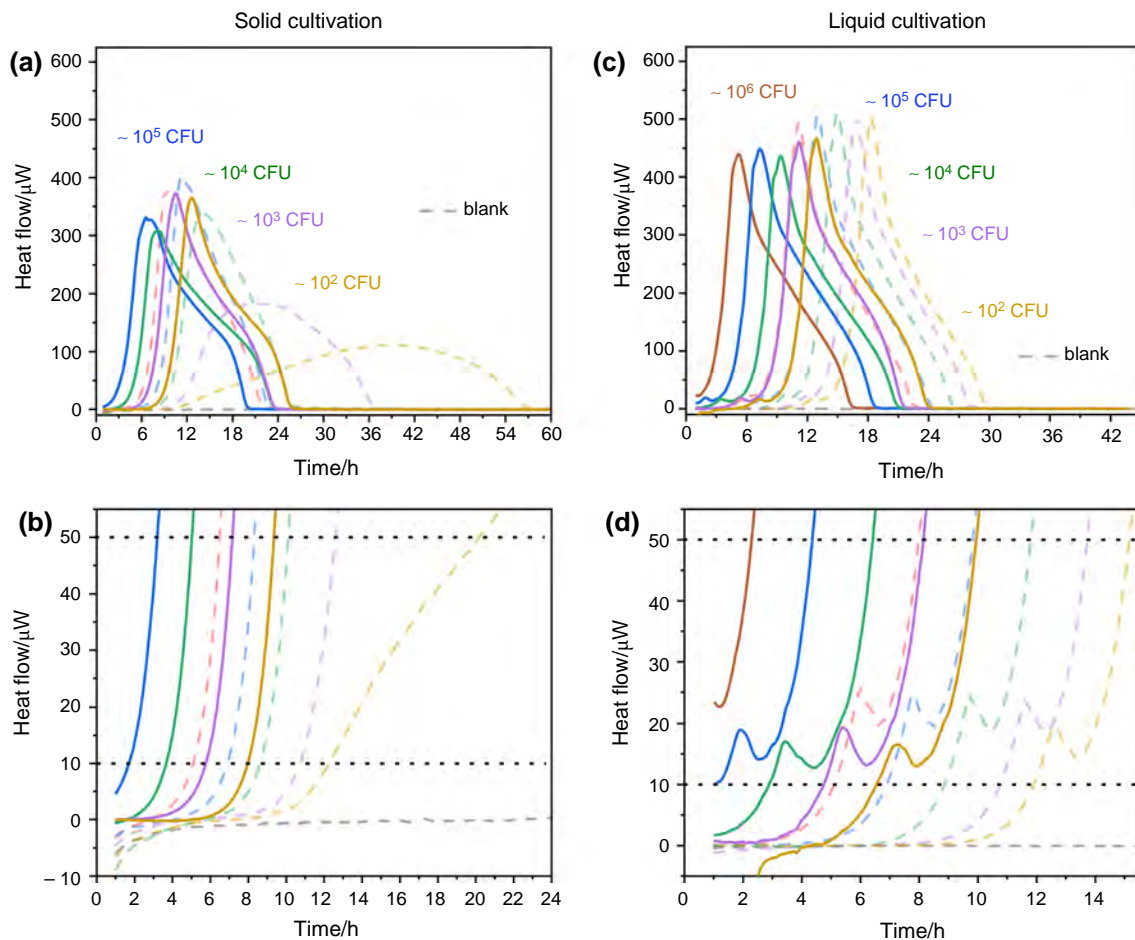 Solid cultivation
Liquid cultivation
(a)
600
500
400
300
200
100
0
Heat flow/μW
~ 10⁵ CFU
~ 10⁴ CFU
~ 10³ CFU
~ 10² CFU
blank
0 6 12 18 24 30 36 42 48 54 60
Time/h
(c)
600
500
400
300
200
100
0
Heat flow/μW
~ 10⁶ CFU
~ 10⁵ CFU
~ 10⁴ CFU
~ 10³ CFU
~ 10² CFU
blank
0 6 12 18 24 30 36 42
Time/h
(b)
50
40
30
20
10
0
– 10
Heat flow/μW
0 2 4 6 8 10 12 14 16 18 20 22 24
Time/h
(d)
50
40
30
20
10
0
Heat flow/μW
0 2 4 6 8 10 12 14
Time/h